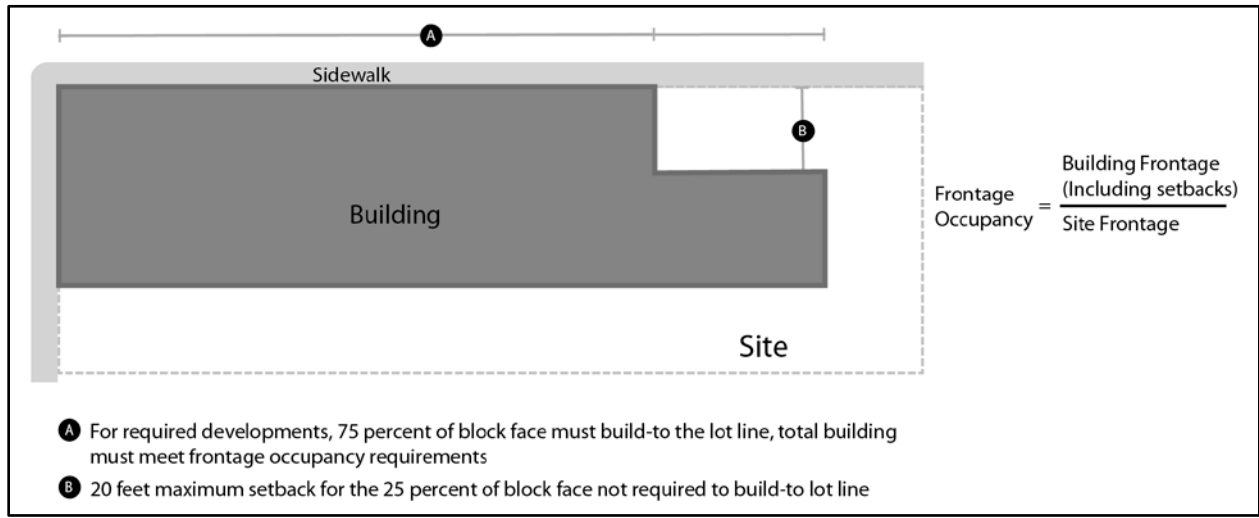 A
Sidewalk
B
Building
Site
Frontage
Occupancy
=
Building Frontage
(Including setbacks)
Site Frontage
A For required developments, 75 percent of block face must build-to the lot line, total building
must meet frontage occupancy requirements
B 20 feet maximum setback for the 25 percent of block face not required to build-to lot line